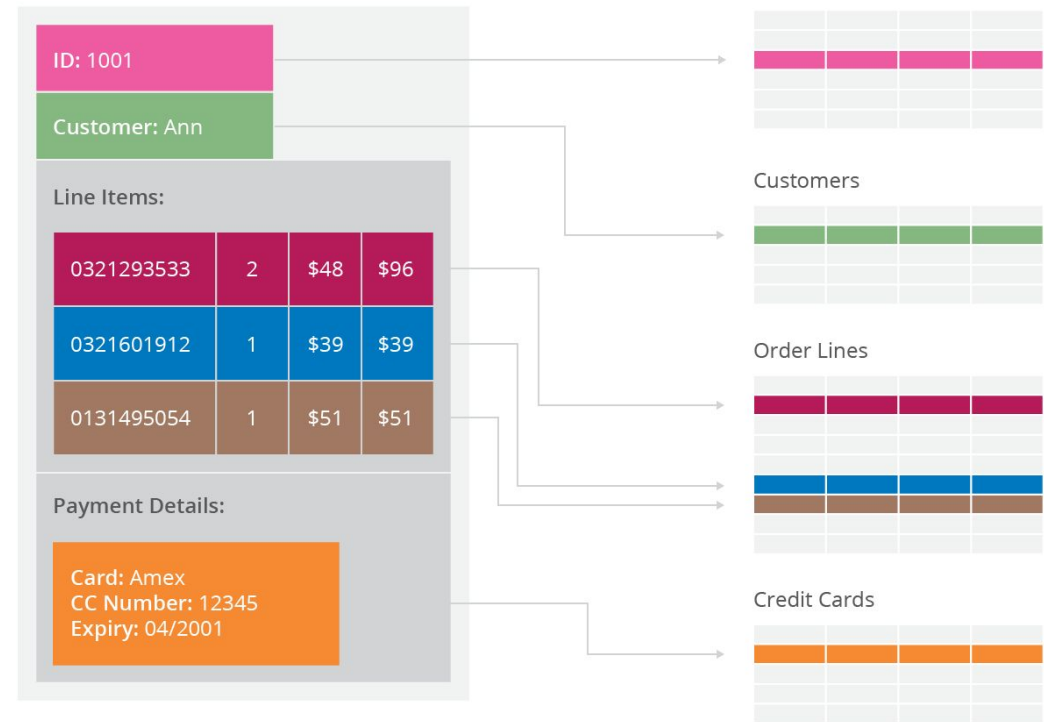 ID: 1001
Customer: Ann
Line Items:
0321293533 2 $48 $96
0321601912 1 $39 $39
0131495054 1 $51 $51
Payment Details:
Card: Amex
CC Number: 12345
Expiry: 04/2001
Customers
Order Lines
Credit Cards